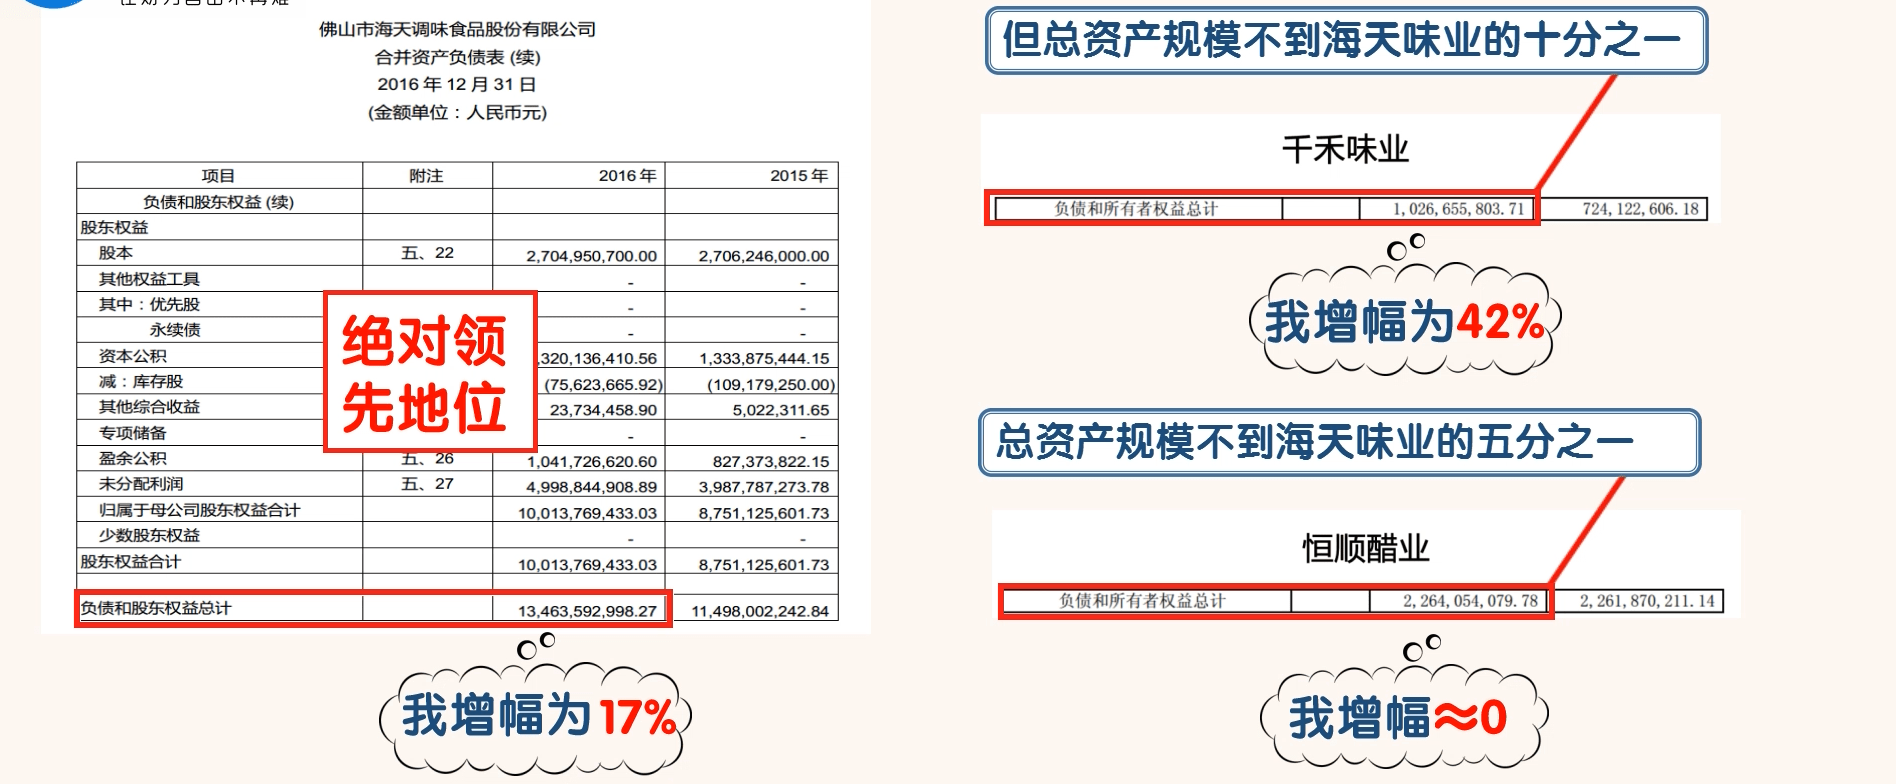 佛山市海天调味食品股份有限公司
合并资产负债表 (续)
2016 年 12 月 31 日
(金额单位：人民币元)
项目 附注 2016 年 2015 年
负债和股东权益 (续)
股东权益
股本 五、22 2,704,950,700.00 2,706,246,000.00
其他权益工具 - -
其中：优先股 - -
永续债 - -
资本公积 ,320,136,410.56 1,333,875,444.15
减：库存股 (75,623,665.92) (109,179,250.00)
其他综合收益 23,734,458.90 5,022,311.65
专项储备 - -
盈余公积 五、26 1,041,726,620.60 827,373,822.15
未分配利润 五、27 4,998,844,908.89 3,987,787,273.78
归属于母公司股东权益合计 10,013,769,433.03 8,751,125,601.73
少数股东权益 - -
股东权益合计 10,013,769,433.03 8,751,125,601.73
负债和股东权益总计 13,463,592,998.27 11,498,002,242.84
绝对领
先地位
我增幅为17%
但总资产规模不到海天味业的十分之一
千禾味业
负债和所有者权益总计 1,026,655,803.71 724,122,606.18
我增幅为42%
总资产规模不到海天味业的五分之一
恒顺醋业
负债和所有者权益总计 2,264,054,079.78 2,261,870,211.14
我增幅≈0